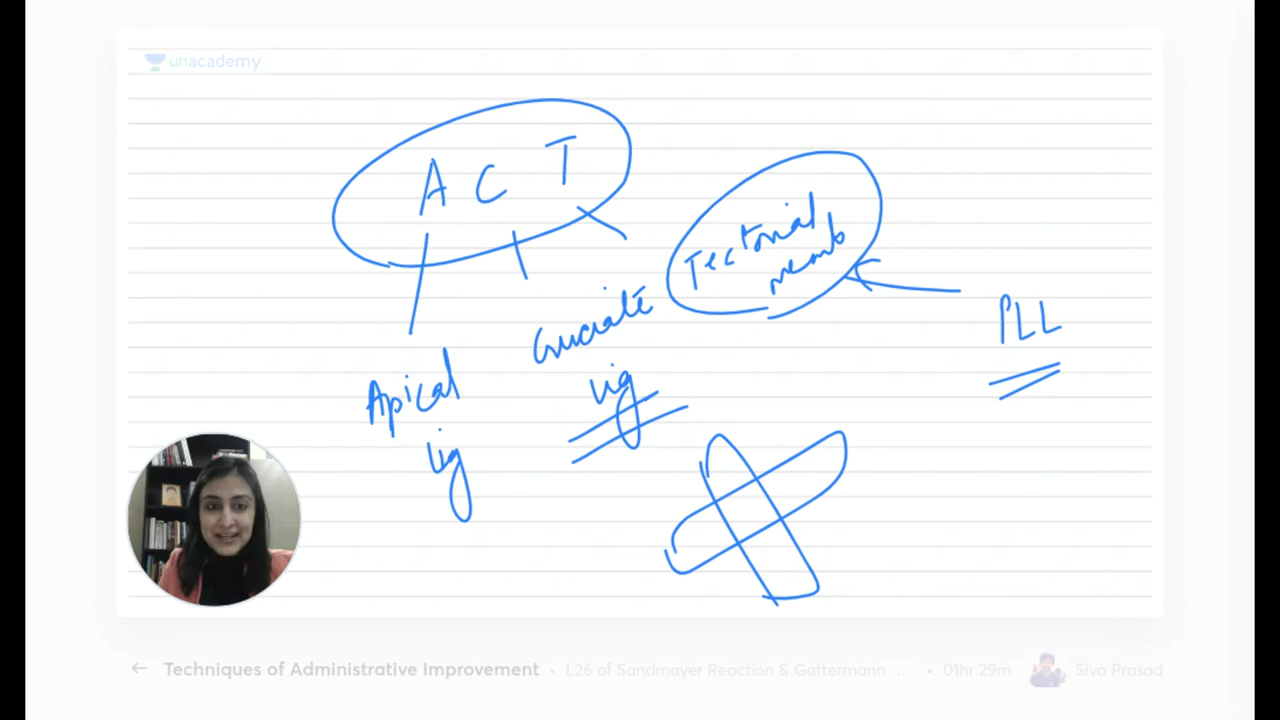 unacademy
A C T
Tectorial
memb
PLL
Cruciate
lig
Apical
lig
Techniques of Administrative Improvement • L26 of Sandmayer Reaction & Gattermann ... • 01hr 29m Siva Prasad